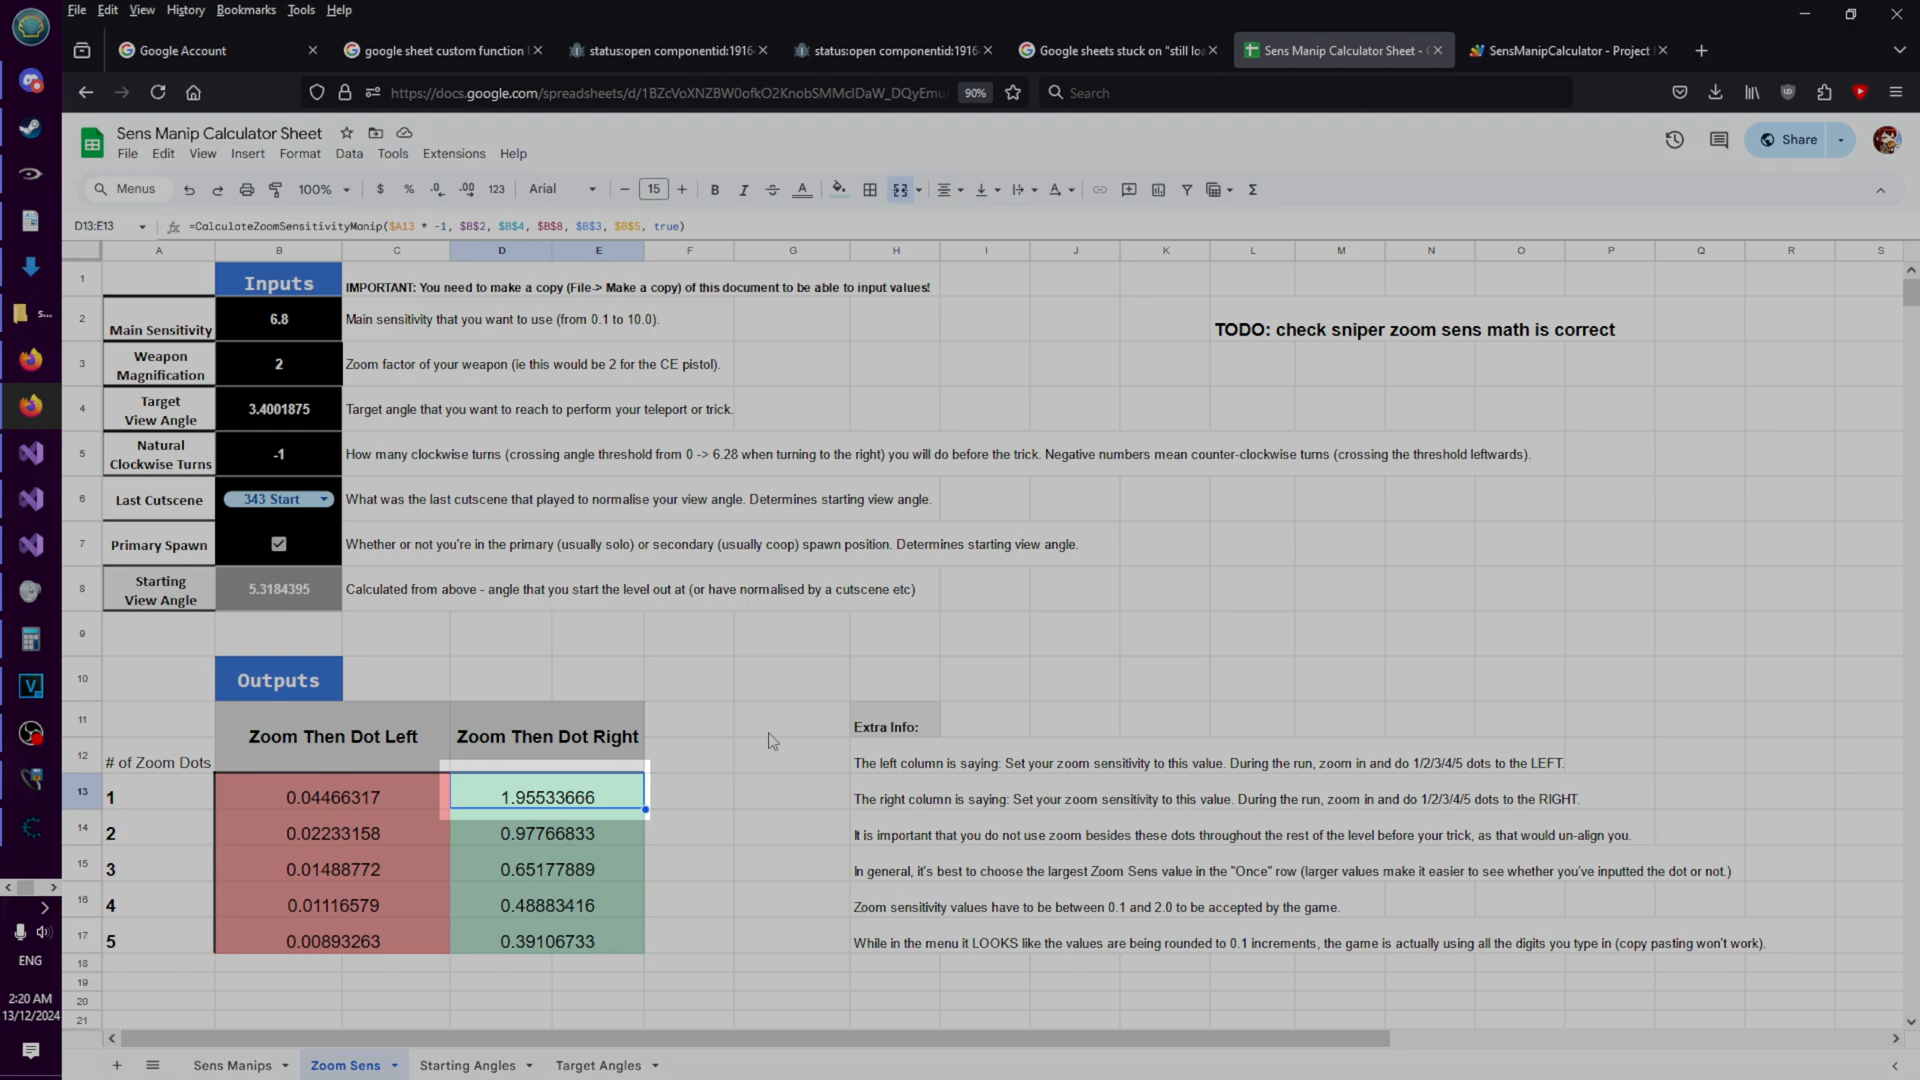 File Edit View History Bookmarks Tools Help
Google Account
google sheet custom function l
status:open componentid:1916
status:open componentid:1916
Google sheets stuck on "still loa
Sens Manip Calculator Sheet -
SensManipCalculator - Project
https://docs.google.com/spreadsheets/d/1BZcVoXNZBW0ofkO2KnobSMMcIDaW_DQyEmu
90%
Search
Sens Manip Calculator Sheet
File Edit View Insert Format Data Tools Extensions Help
Share
Menus
100%
$ % .0 .00 123
Arial
15
D13:E13
=CalculateZoomSensitivityManip($A13 * -1, $B$2, $B$4, $B$8, $B$3, $B$5, true)
A B C D E F G H I J K L M N O P Q R S
1 Inputs IMPORTANT: You need to make a copy (File-> Make a copy) of this document to be able to input values!
2 Main Sensitivity 6.8 Main sensitivity that you want to use (from 0.1 to 10.0).
TODO: check sniper zoom sens math is correct
3 Weapon Magnification 2 Zoom factor of your weapon (ie this would be 2 for the CE pistol).
4 Target View Angle 3.4001875 Target angle that you want to reach to perform your teleport or trick.
5 Natural Clockwise Turns -1 How many clockwise turns (crossing angle threshold from 0 -> 6.28 when turning to the right) you will do before the trick. Negative numbers mean counter-clockwise turns (crossing the threshold leftwards).
6 Last Cutscene 343 Start What was the last cutscene that played to normalise your view angle. Determines starting view angle.
7 Primary Spawn Whether or not you're in the primary (usually solo) or secondary (usually coop) spawn position. Determines starting view angle.
8 Starting View Angle 5.3184395 Calculated from above - angle that you start the level out at (or have normalised by a cutscene etc)
9
10 Outputs
11 Zoom Then Dot Left Zoom Then Dot Right Extra Info:
12 # of Zoom Dots The left column is saying: Set your zoom sensitivity to this value. During the run, zoom in and do 1/2/3/4/5 dots to the LEFT.
13 1 0.04466317 1.95533666 The right column is saying: Set your zoom sensitivity to this value. During the run, zoom in and do 1/2/3/4/5 dots to the RIGHT.
14 2 0.02233158 0.97766833 It is important that you do not use zoom besides these dots throughout the rest of the level before your trick, as that would un-align you.
15 3 0.01488772 0.65177889 In general, it's best to choose the largest Zoom Sens value in the "Once" row (larger values make it easier to see whether you've inputted the dot or not.)
16 4 0.01116579 0.48883416 Zoom sensitivity values have to be between 0.1 and 2.0 to be accepted by the game.
17 5 0.00893263 0.39106733 While in the menu it LOOKS like the values are being rounded to 0.1 increments, the game is actually using all the digits you type in (copy pasting won't work).
18
19
20
21
Sens Manips Zoom Sens Starting Angles Target Angles
s...
ENG
2:20 AM
13/12/2024